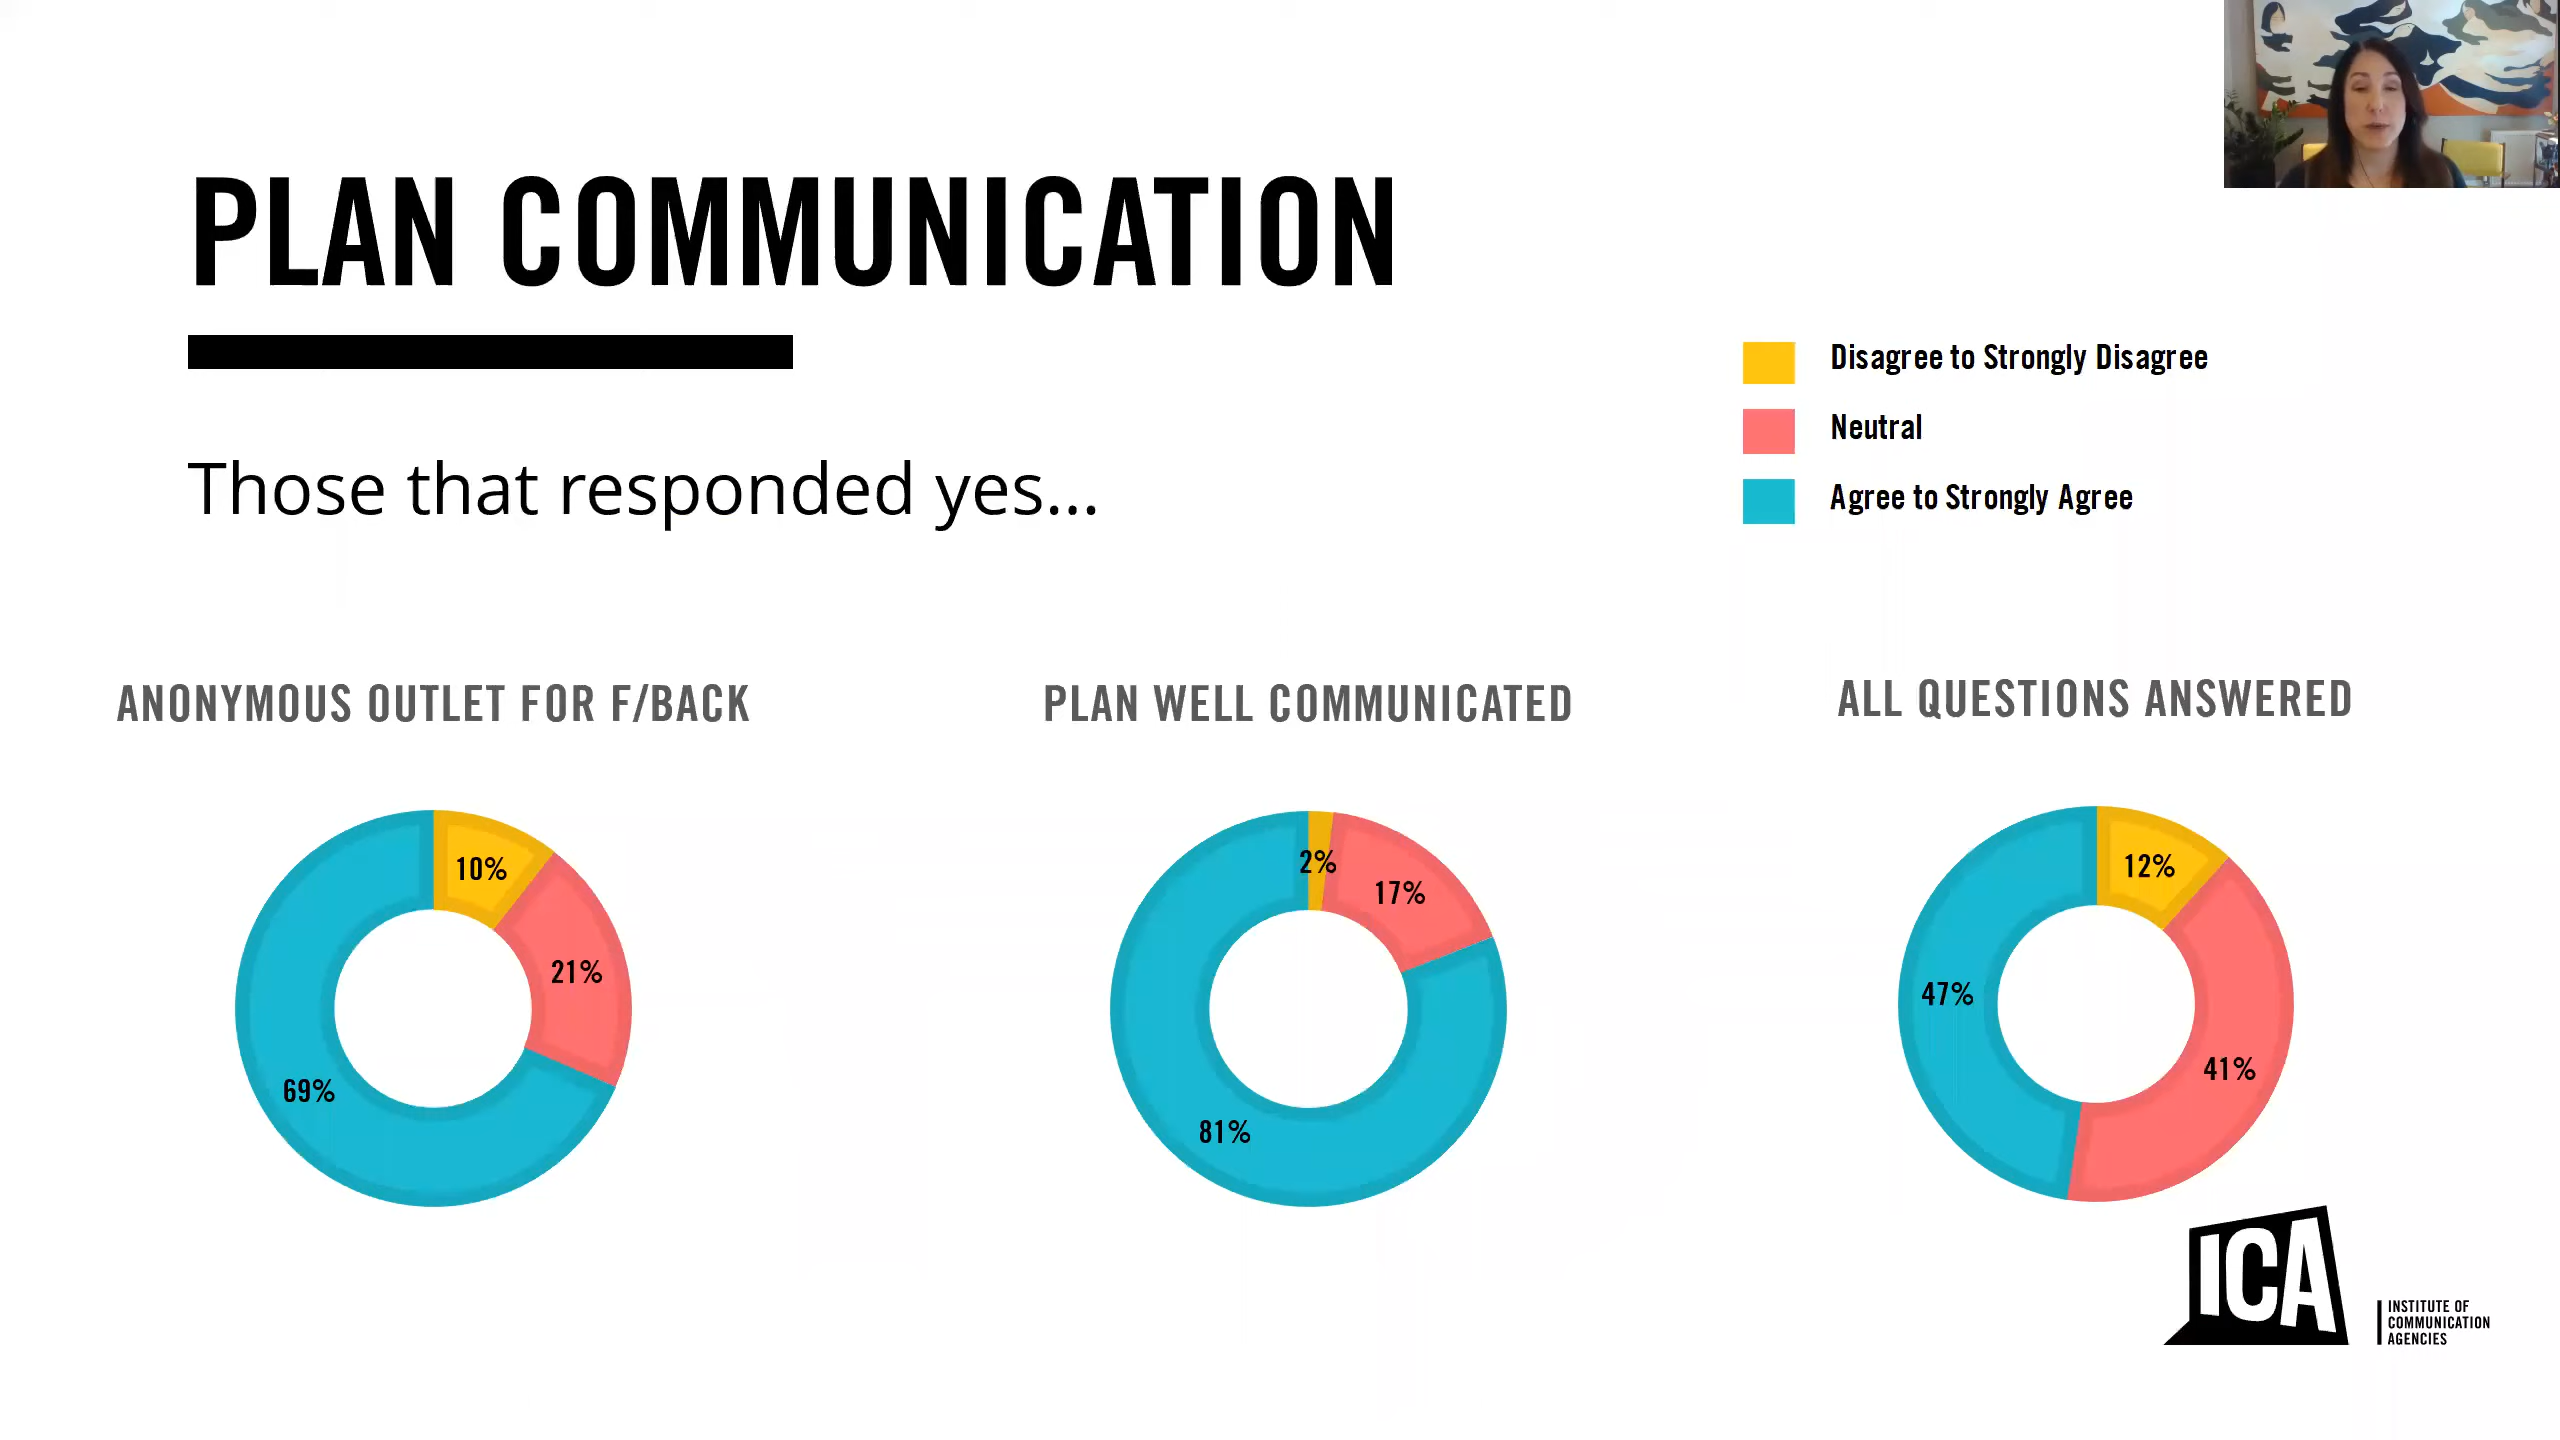 PLAN COMMUNICATION
Those that responded yes...
Disagree to Strongly Disagree
Neutral
Agree to Strongly Agree
ANONYMOUS OUTLET FOR F/BACK
10%
21%
69%
PLAN WELL COMMUNICATED
2%
17%
81%
ALL QUESTIONS ANSWERED
12%
47%
41%
ICA
INSTITUTE OF
COMMUNICATION
AGENCIES